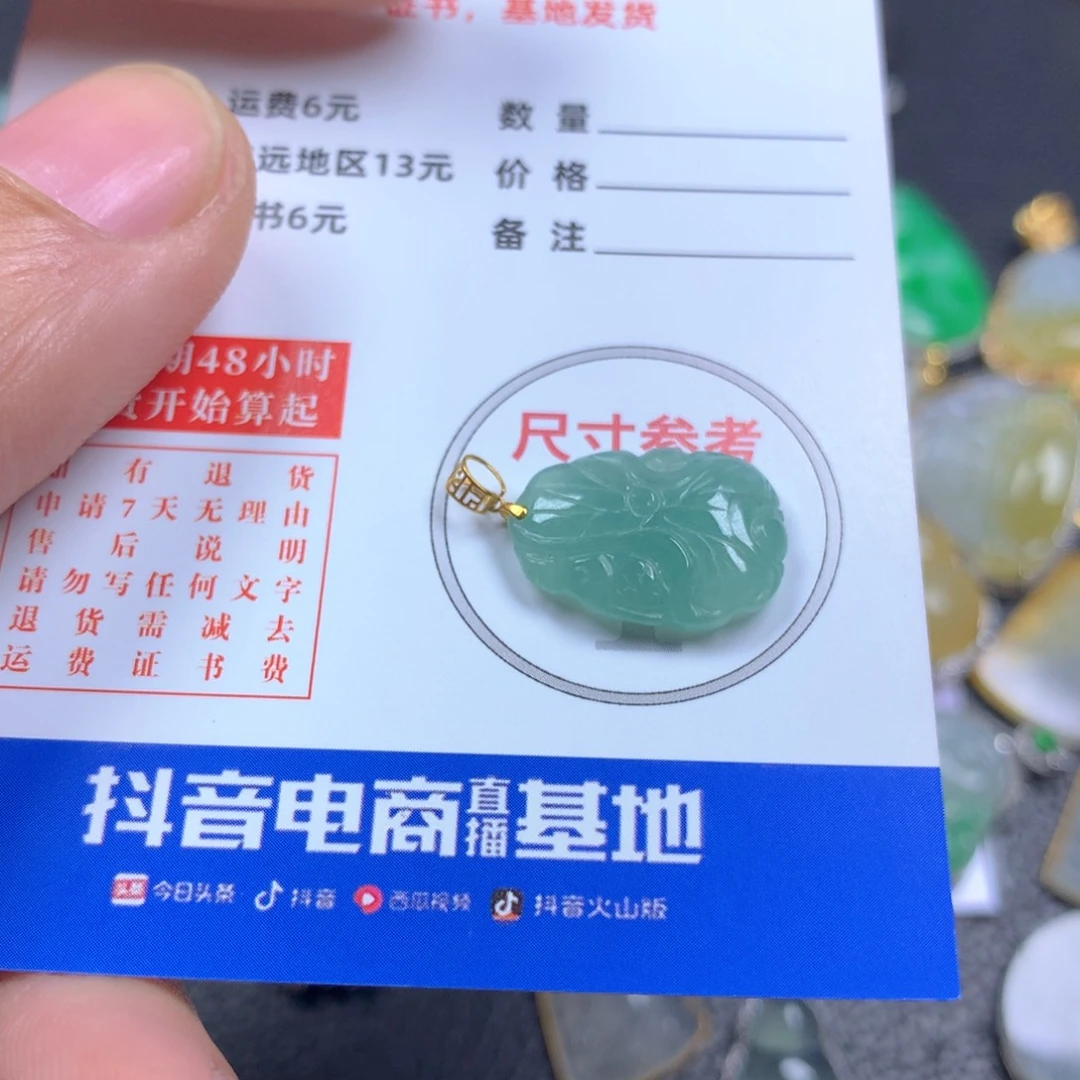 证书，基地发货
运费6元
远地区13元
书6元
数 量
价 格
备 注
期48小时
开始算起
有 退 货
申 请 7 天 无 理 由
售 后 说 明
请 勿 写 任 何 文 字
退 货 需 减 去
运 费 证 书 费
尺寸参考
抖音电商直播基地
头条 今日头条 抖音 西瓜视频 抖音火山版